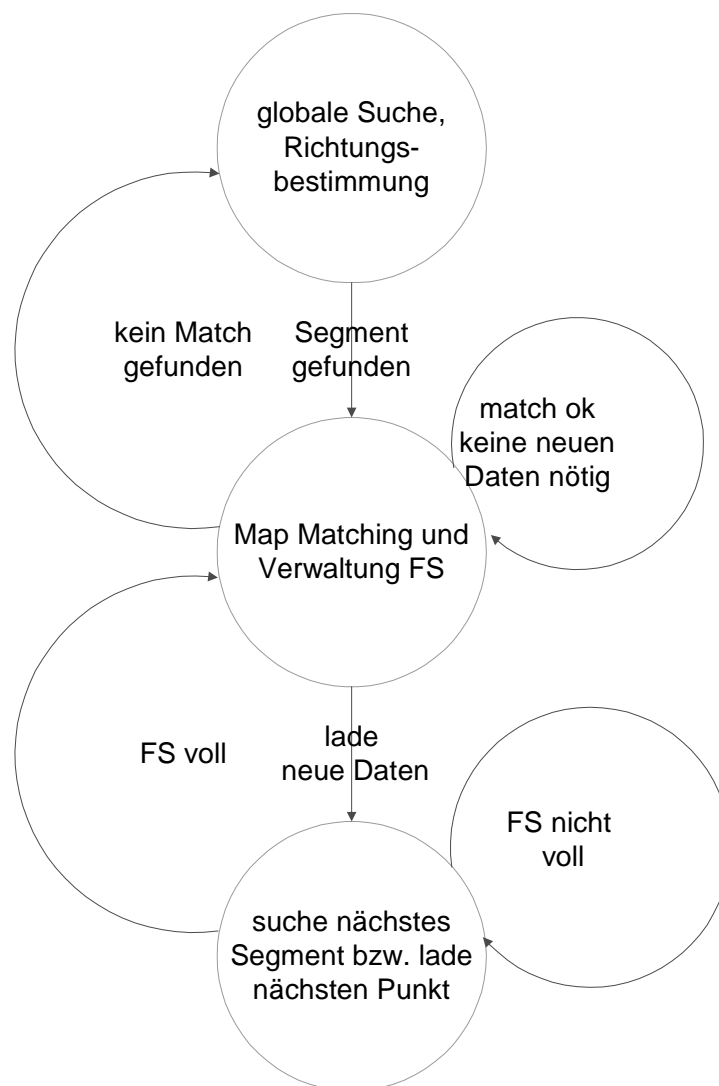 globale Suche,
Richtungs-
bestimmung
kein Match
gefunden
Segment
gefunden
match ok
keine neuen
Daten nötig
Map Matching und
Verwaltung FS
FS voll
lade
neue Daten
FS nicht
voll
suche nächstes
Segment bzw. lade
nächsten Punkt